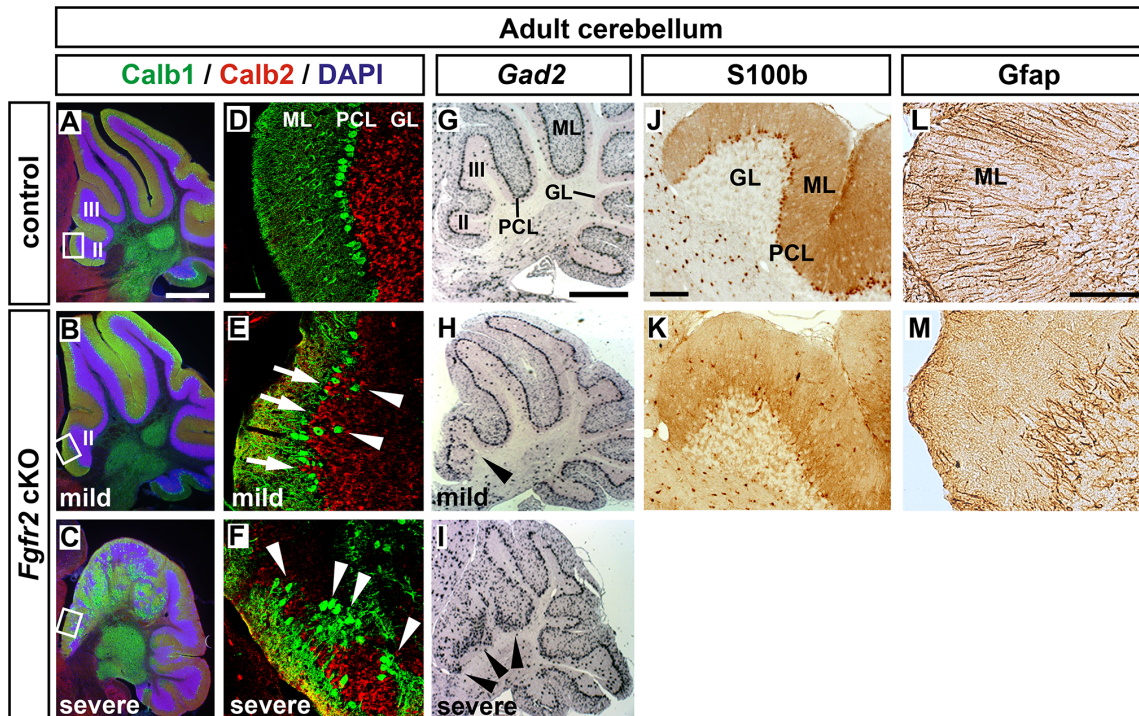 Adult cerebellum
Calb1 / Calb2 / DAPI
Gad2
S100b
Gfap
control
A
III
II
D
ML PCL GL
G
ML
III
GL
II
PCL
J
GL
ML
PCL
L
ML
Fgfr2 cKO
B
II
mild
E
mild
H
mild
K
M
C
severe
F
severe
I
severe